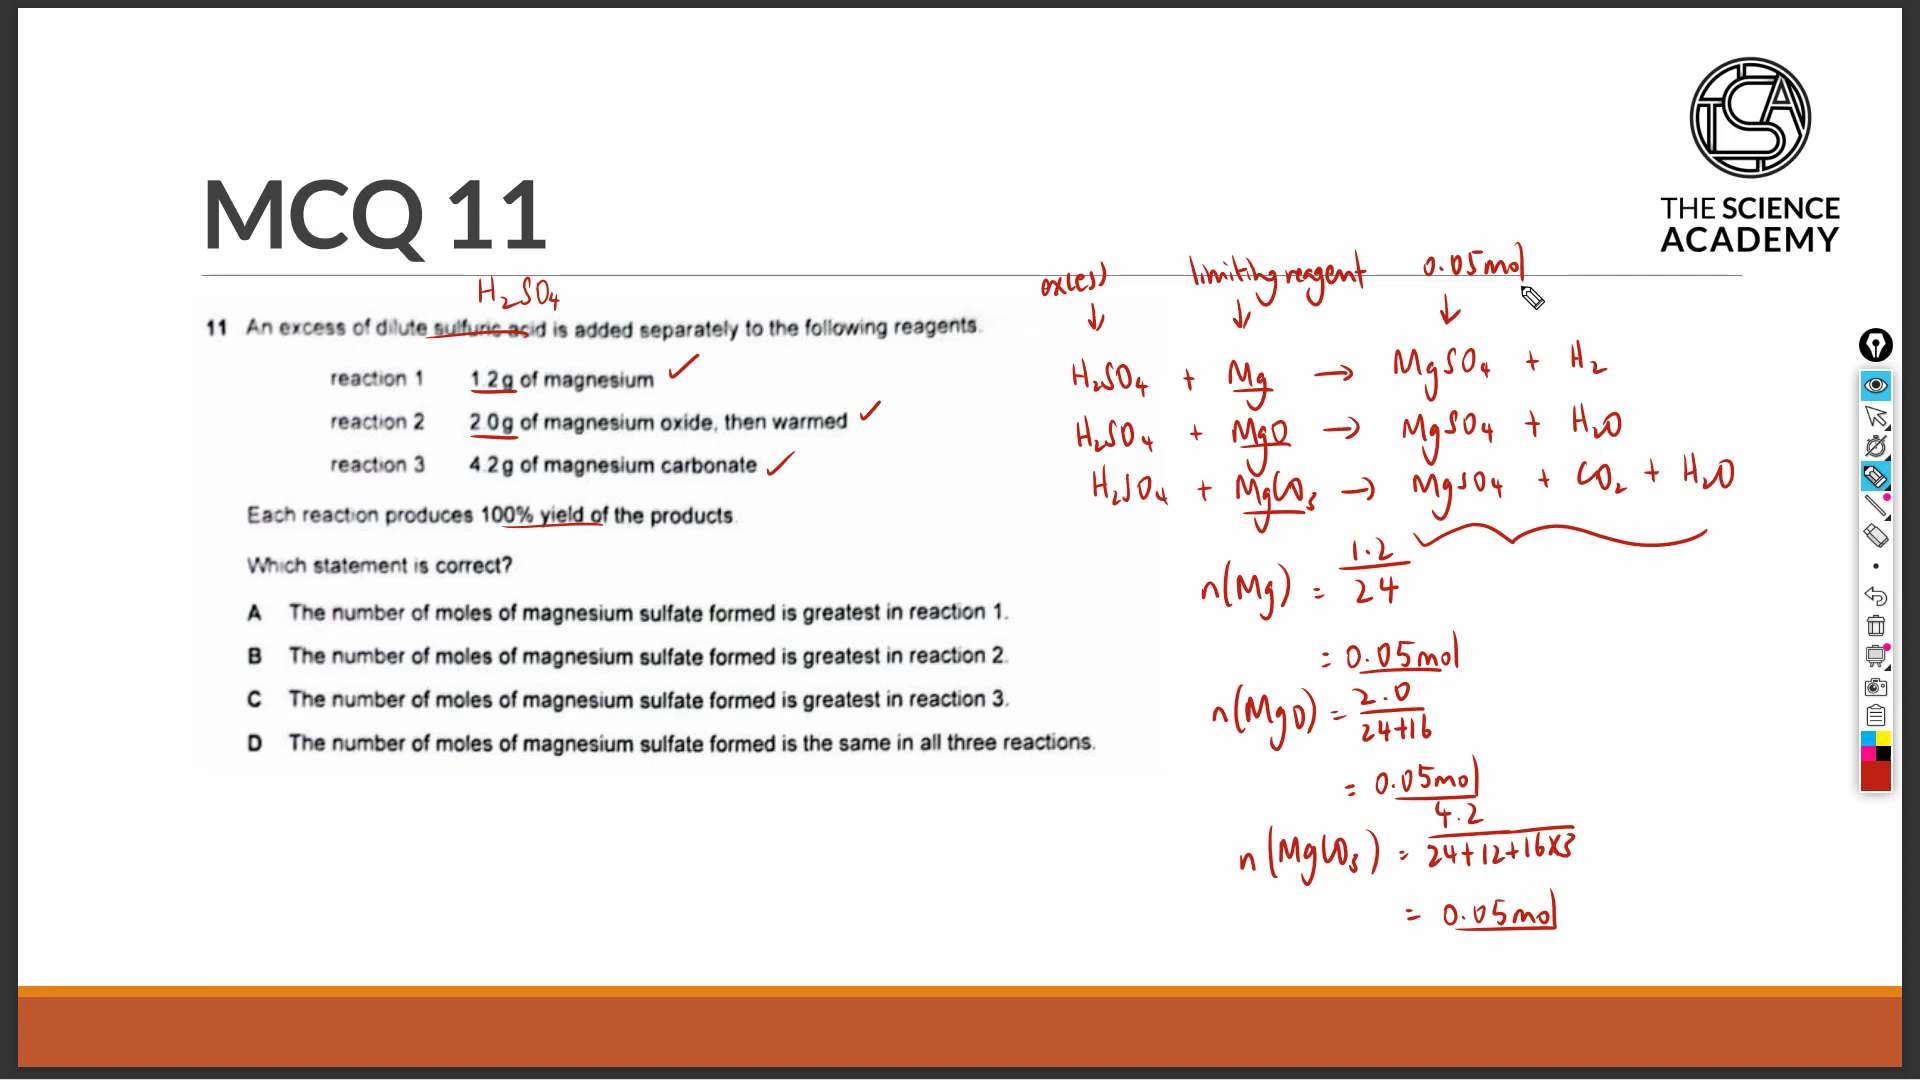 THE SCIENCE
ACADEMY
MCQ 11
H₂SO₄
11 An excess of dilute sulfuric acid is added separately to the following reagents.
reaction 1 1.2g of magnesium ✓
reaction 2 2.0g of magnesium oxide, then warmed ✓
reaction 3 4.2g of magnesium carbonate ✓
Each reaction produces 100% yield of the products.
Which statement is correct?
A The number of moles of magnesium sulfate formed is greatest in reaction 1.
B The number of moles of magnesium sulfate formed is greatest in reaction 2.
C The number of moles of magnesium sulfate formed is greatest in reaction 3.
D The number of moles of magnesium sulfate formed is the same in all three reactions.
excess limiting reagent 0.05mol
↓ ↓ ↓
H₂SO₄ + Mg → MgSO₄ + H₂
H₂SO₄ + MgO → MgSO₄ + H₂O
H₂SO₄ + MgCO₃ → MgSO₄ + CO₂ + H₂O
n(Mg) = 1.2 / 24
= 0.05mol
n(MgO) = 2.0 / 24+16
= 0.05mol
n(MgCO₃) = 4.2 / 24+12+16×3
= 0.05mol